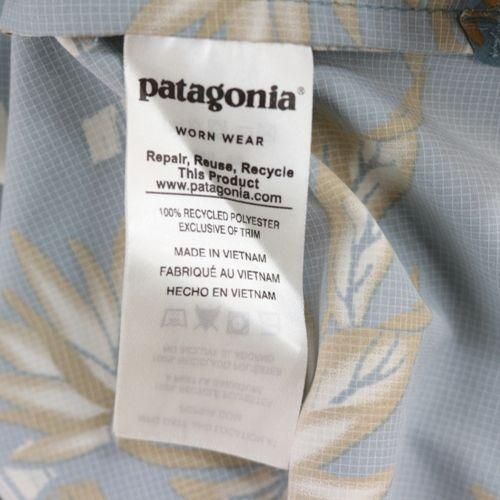 patagonia®
WORN WEAR
Repair, Reuse, Recycle
This Product
www.patagonia.com
100% RECYCLED POLYESTER
EXCLUSIVE OF TRIM
MADE IN VIETNAM
FABRIQUÉ AU VIETNAM
HECHO EN VIETNAM